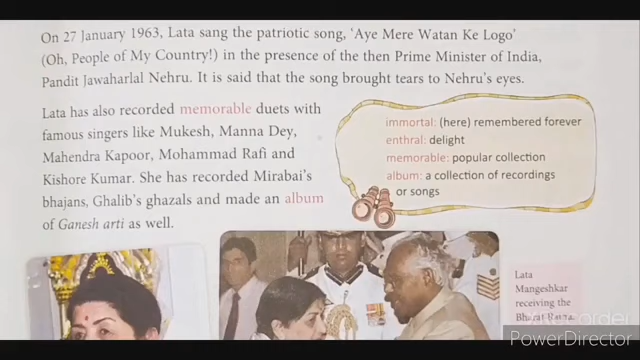 On 27 January 1963, Lata sang the patriotic song, 'Aye Mere Watan Ke Logo'
(Oh, People of My Country!) in the presence of the then Prime Minister of India,
Pandit Jawaharlal Nehru. It is said that the song brought tears to Nehru's eyes.
Lata has also recorded memorable duets with
famous singers like Mukesh, Manna Dey,
Mahendra Kapoor, Mohammad Rafi and
Kishore Kumar. She has recorded Mirabai's
bhajans, Ghalib's ghazals and made an album
of Ganesh arti as well.
immortal: (here) remembered forever
enthral: delight
memorable: popular collection
album: a collection of recordings
or songs
Lata
Mangeshkar
receiving the
Bharat Ratna
PowerDirector